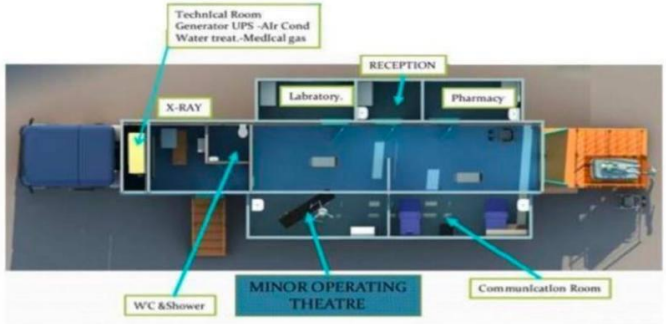 Technical Room
Generator UPS -Air Cond
Water treat.-Medical gas
RECEPTION
X-RAY
Labratory.
Pharmacy
MINOR OPERATING
THEATRE
Communication Room
WC &Shower